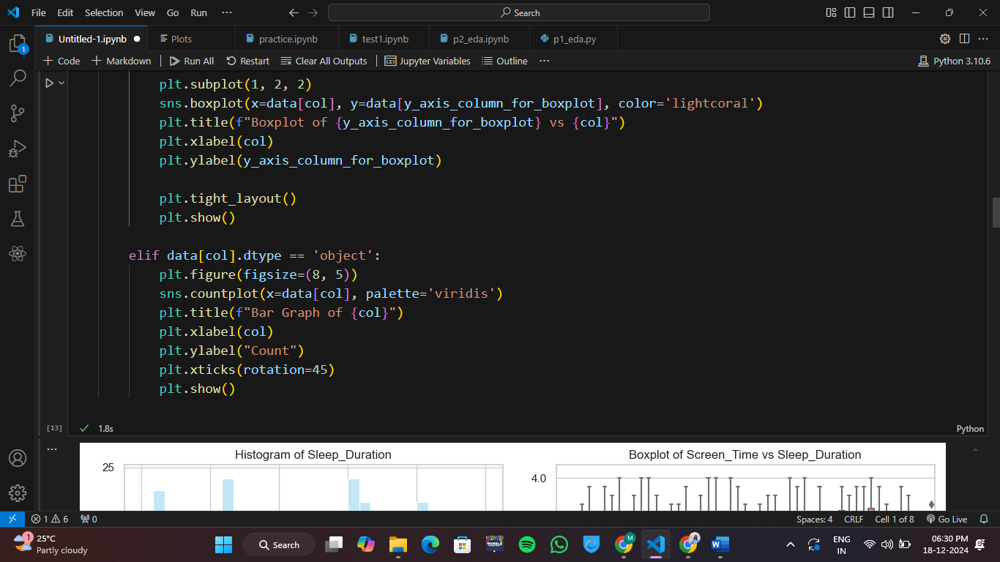 File Edit Selection View Go Run ··· Search
Untitled-1.ipynb Plots practice.ipynb test1.ipynb p2_eda.ipynb p1_eda.py
1
+ Code + Markdown Run All Restart Clear All Outputs Jupyter Variables Outline ··· Python 3.10.6
plt.subplot(1, 2, 2)
sns.boxplot(x=data[col], y=data[y_axis_column_for_boxplot], color='lightcoral')
plt.title(f"Boxplot of {y_axis_column_for_boxplot} vs {col}")
plt.xlabel(col)
plt.ylabel(y_axis_column_for_boxplot)
plt.tight_layout()
plt.show()
elif data[col].dtype == 'object':
plt.figure(figsize=(8, 5))
sns.countplot(x=data[col], palette='viridis')
plt.title(f"Bar Graph of {col}")
plt.xlabel(col)
plt.ylabel("Count")
plt.xticks(rotation=45)
plt.show()
[13] 1.8s Python
Histogram of Sleep_Duration Boxplot of Screen_Time vs Sleep_Duration
25 4.0
1 6 0 Spaces: 4 CRLF Cell 1 of 8 Go Live
1 25°C Search M W ENG 06:30 PM
Partly cloudy IN 18-12-2024